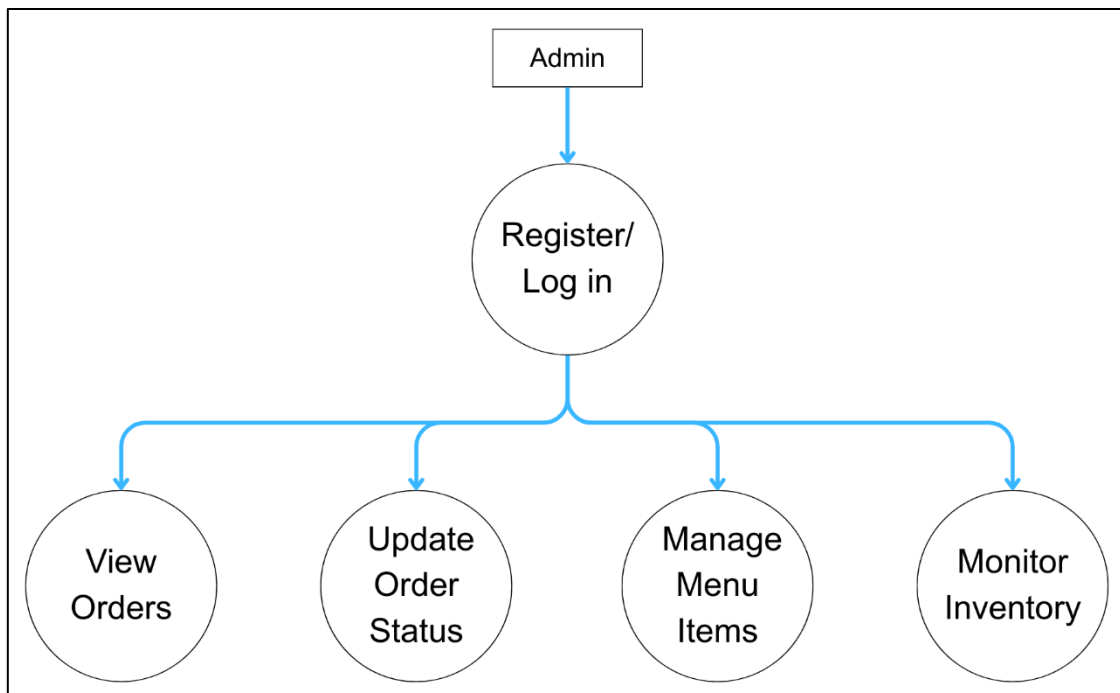 Admin
Register/
Log in
View
Orders
Update
Order
Status
Manage
Menu
Items
Monitor
Inventory